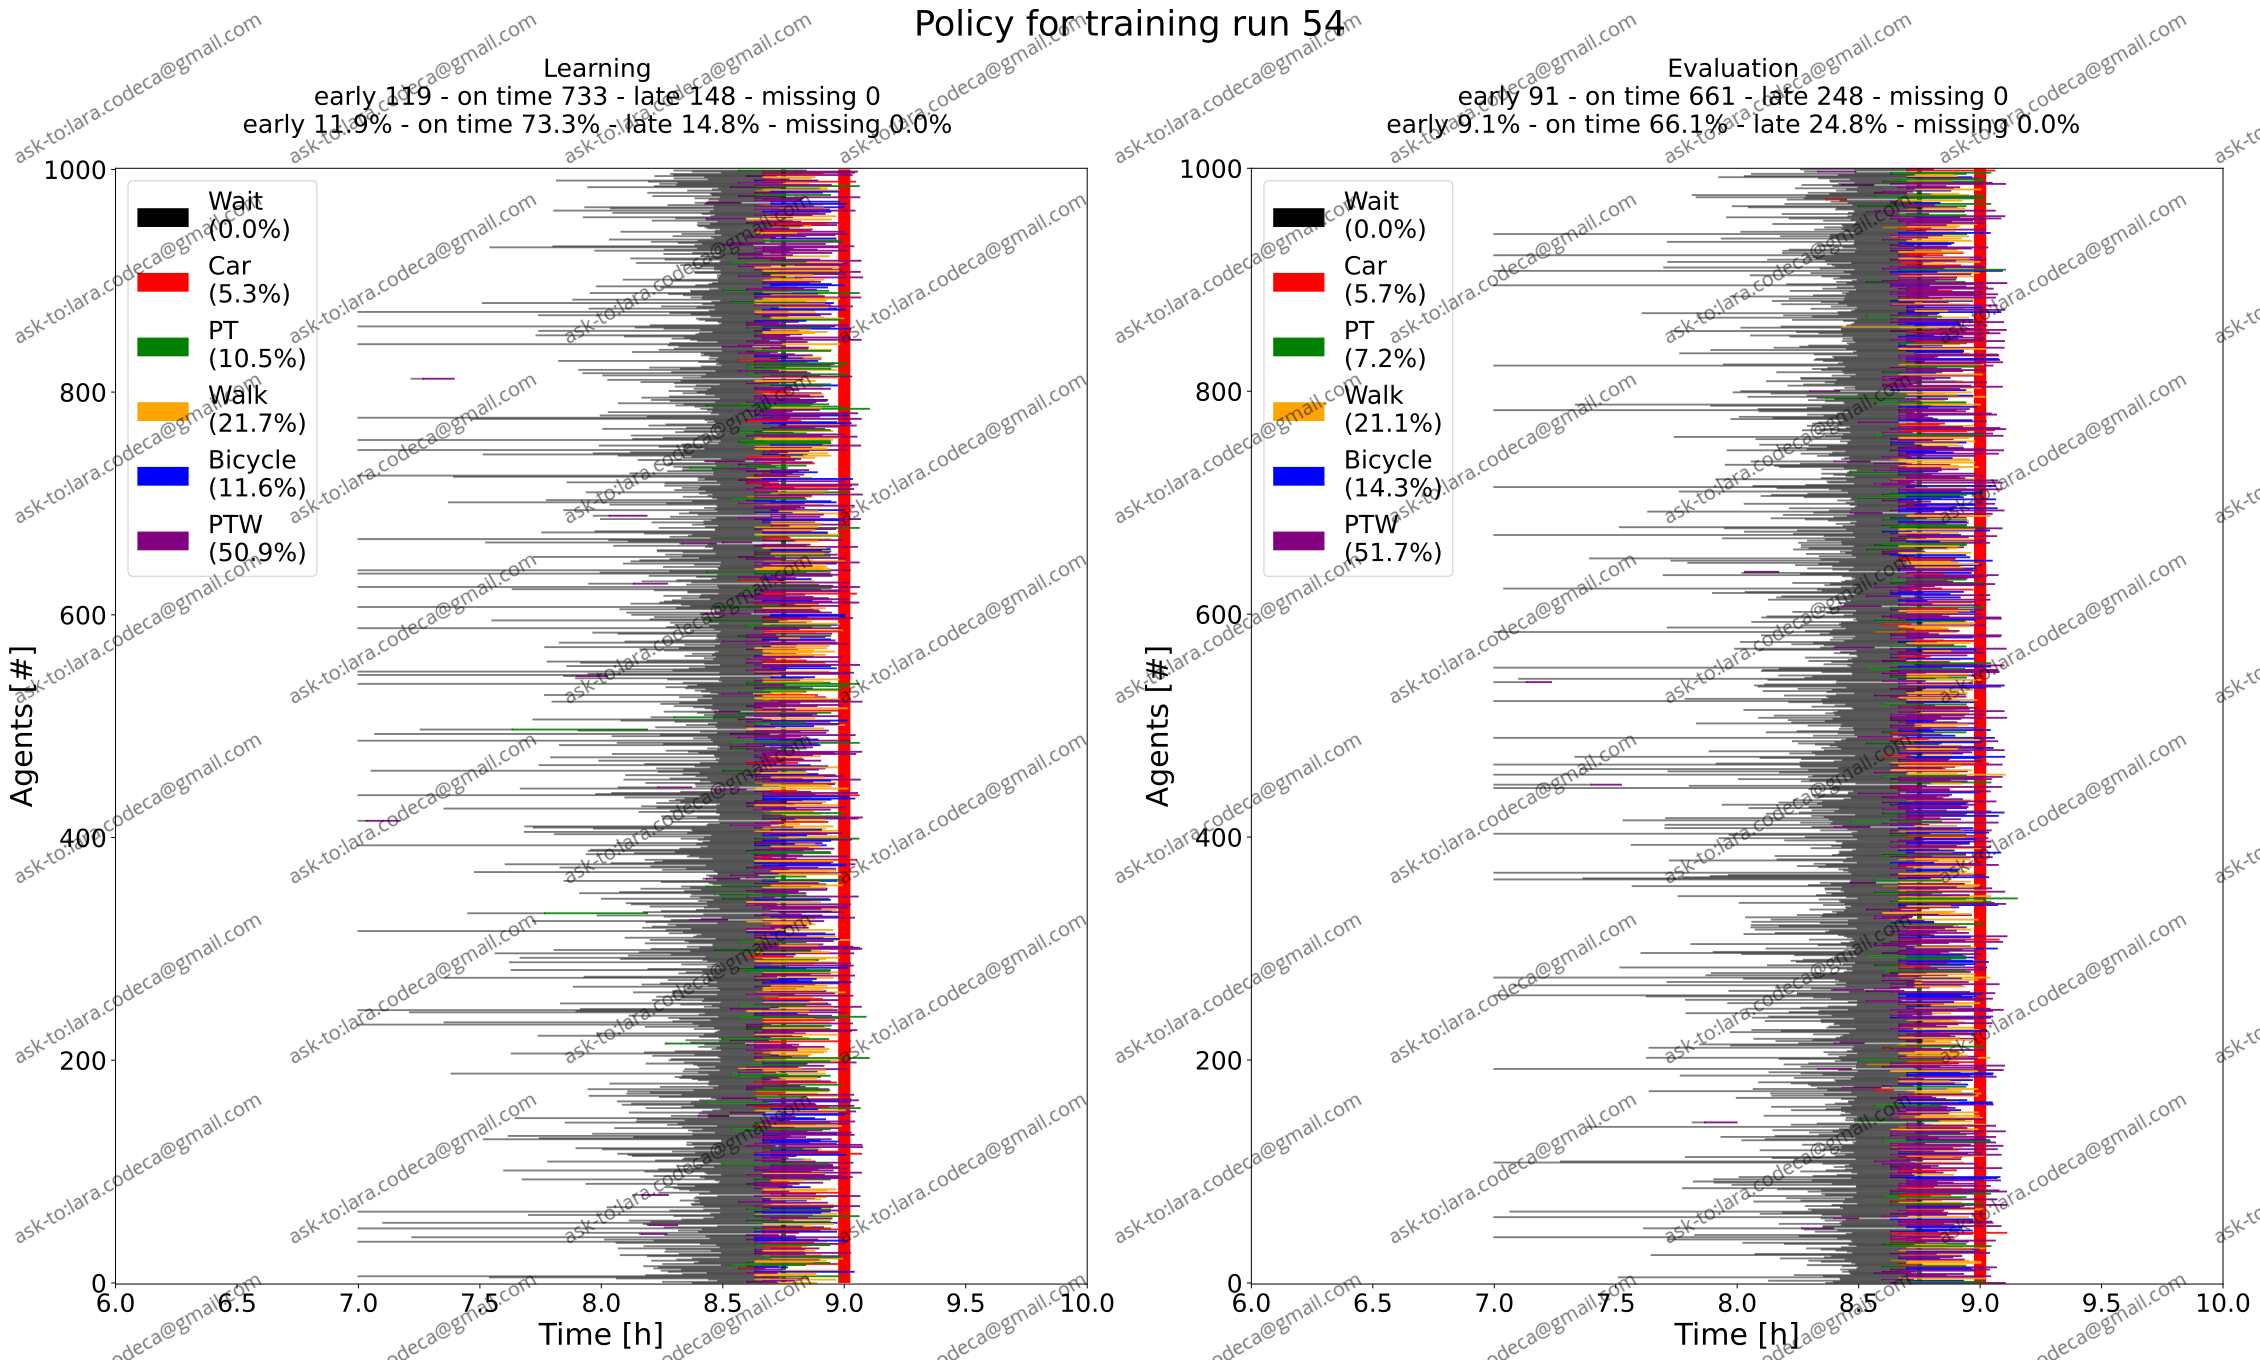 Policy for training run 54
Learning
early 119 - on time 733 - late 148 - missing 0
early 11.9% - on time 73.3% - late 14.8% - missing 0.0%
1000
800
600
400
200
0
Agents [#]
Wait
(0.0%)
Car
(5.3%)
PT
(10.5%)
Walk
(21.7%)
Bicycle
(11.6%)
PTW
(50.9%)
6.0 6.5 7.0 7.5 8.0 8.5 9.0 9.5 10.0
Time [h]
Evaluation
early 91 - on time 661 - late 248 - missing 0
early 9.1% - on time 66.1% - late 24.8% - missing 0.0%
1000
800
600
400
200
0
Agents [#]
Wait
(0.0%)
Car
(5.7%)
PT
(7.2%)
Walk
(21.1%)
Bicycle
(14.3%)
PTW
(51.7%)
6.0 6.5 7.0 7.5 8.0 8.5 9.0 9.5 10.0
Time [h]
ask-to:lara.codeca@gmail.com